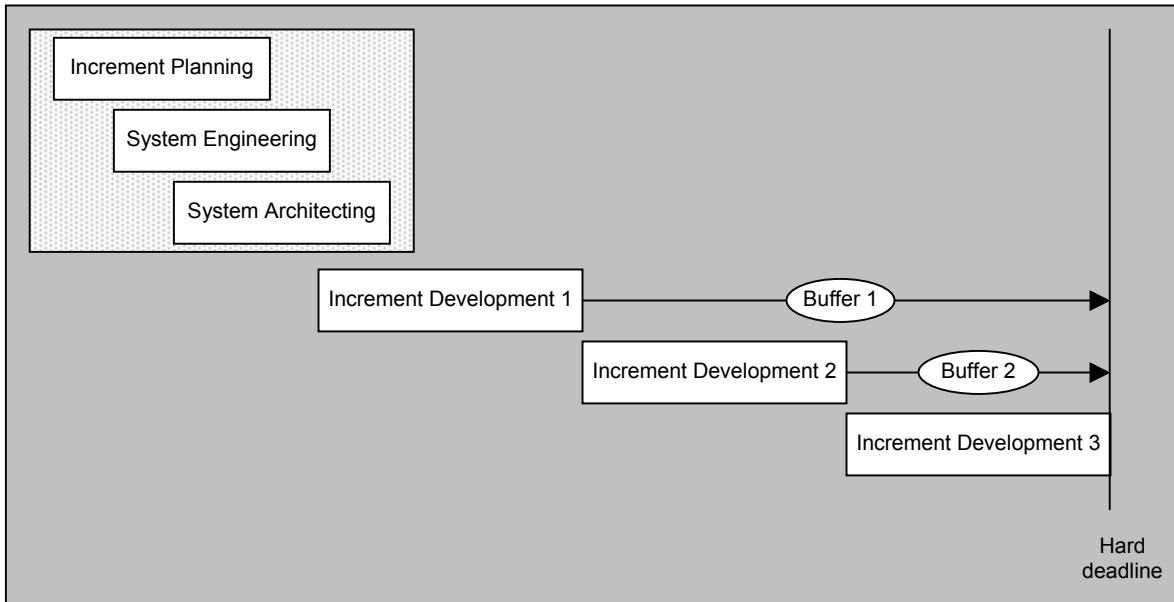 Increment Planning
System Engineering
System Architecting
Increment Development 1
Buffer 1
Increment Development 2
Buffer 2
Increment Development 3
Hard
deadline